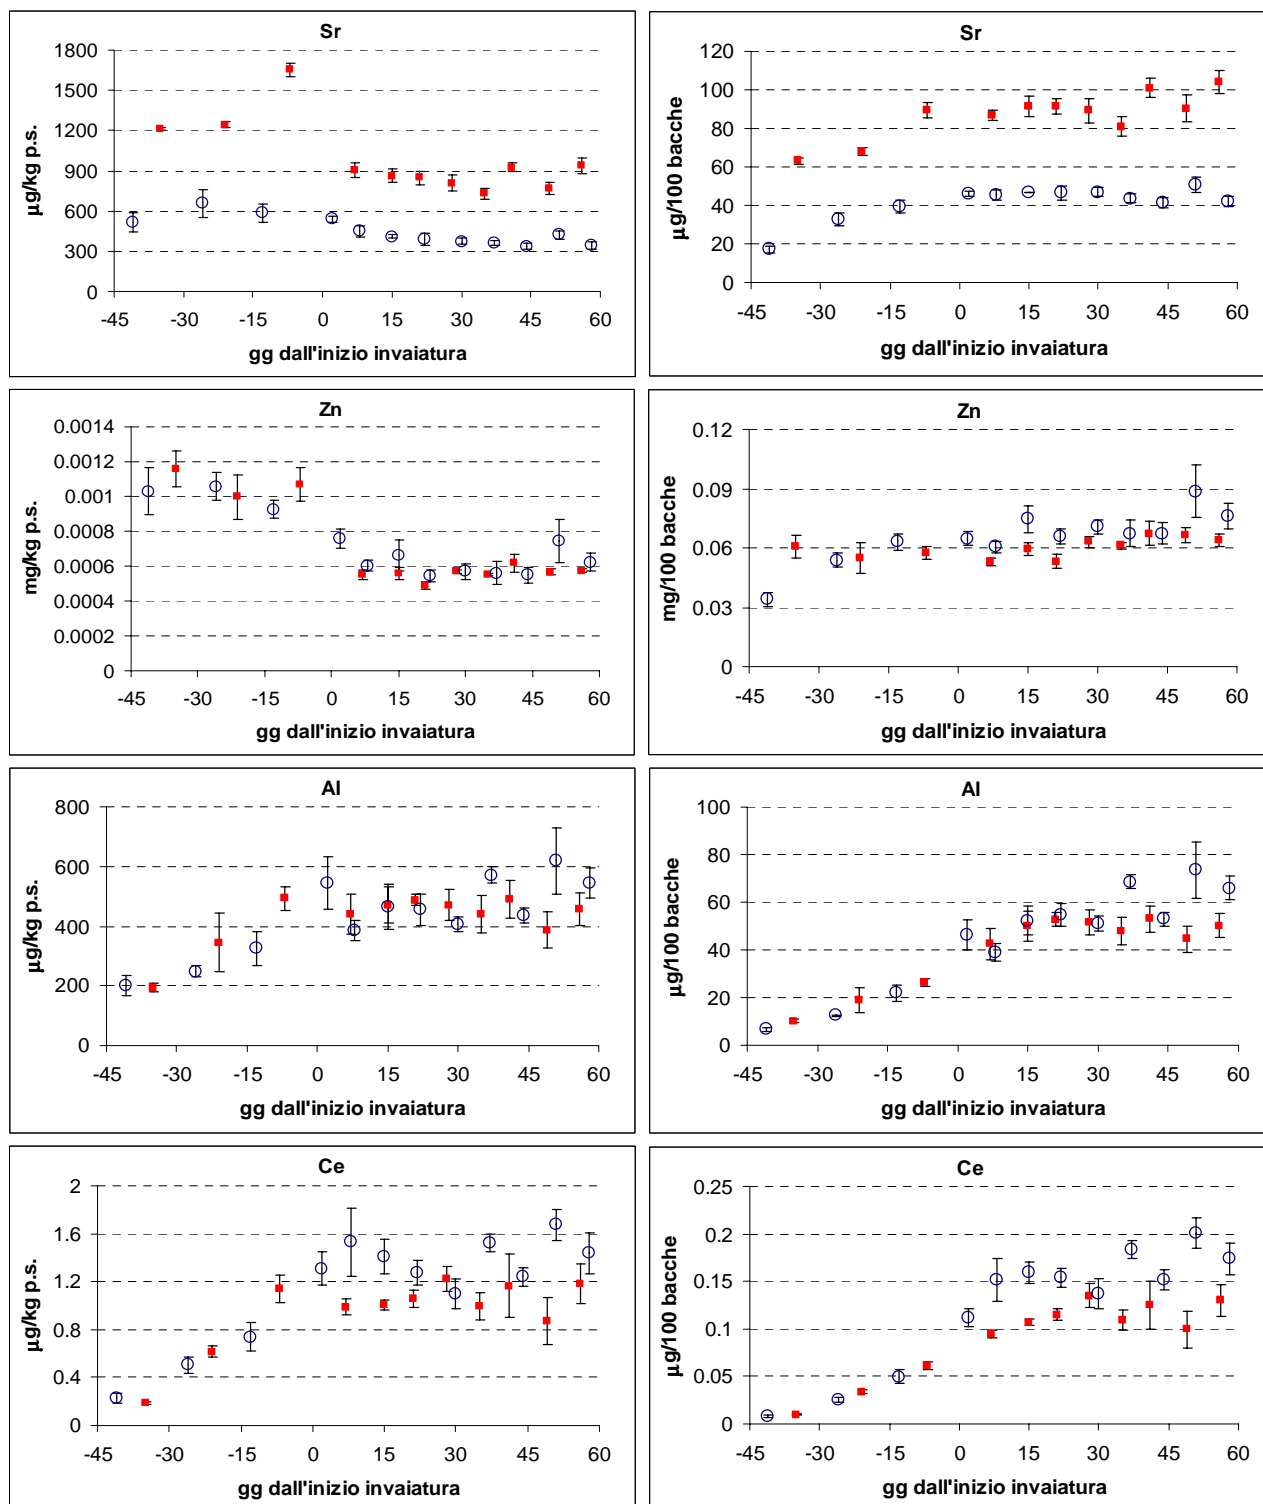 Sr
1800
1500
1200
900
600
300
0
µg/kg p.s.
-45 -30 -15 0 15 30 45 60
gg dall'inizio invaiatura
Sr
120
100
80
60
40
20
0
µg/100 bacche
-45 -30 -15 0 15 30 45 60
gg dall'inizio invaiatura
Zn
0.0014
0.0012
0.001
0.0008
0.0006
0.0004
0.0002
0
mg/kg p.s.
-45 -30 -15 0 15 30 45 60
gg dall'inizio invaiatura
Zn
0.12
0.09
0.06
0.03
0
mg/100 bacche
-45 -30 -15 0 15 30 45 60
gg dall'inizio invaiatura
Al
800
600
400
200
0
µg/kg p.s.
-45 -30 -15 0 15 30 45 60
gg dall'inizio invaiatura
Al
100
80
60
40
20
0
µg/100 bacche
-45 -30 -15 0 15 30 45 60
gg dall'inizio invaiatura
Ce
2
1.6
1.2
0.8
0.4
0
µg/kg p.s.
-45 -30 -15 0 15 30 45 60
gg dall'inizio invaiatura
Ce
0.25
0.2
0.15
0.1
0.05
0
µg/100 bacche
-45 -30 -15 0 15 30 45 60
gg dall'inizio invaiatura